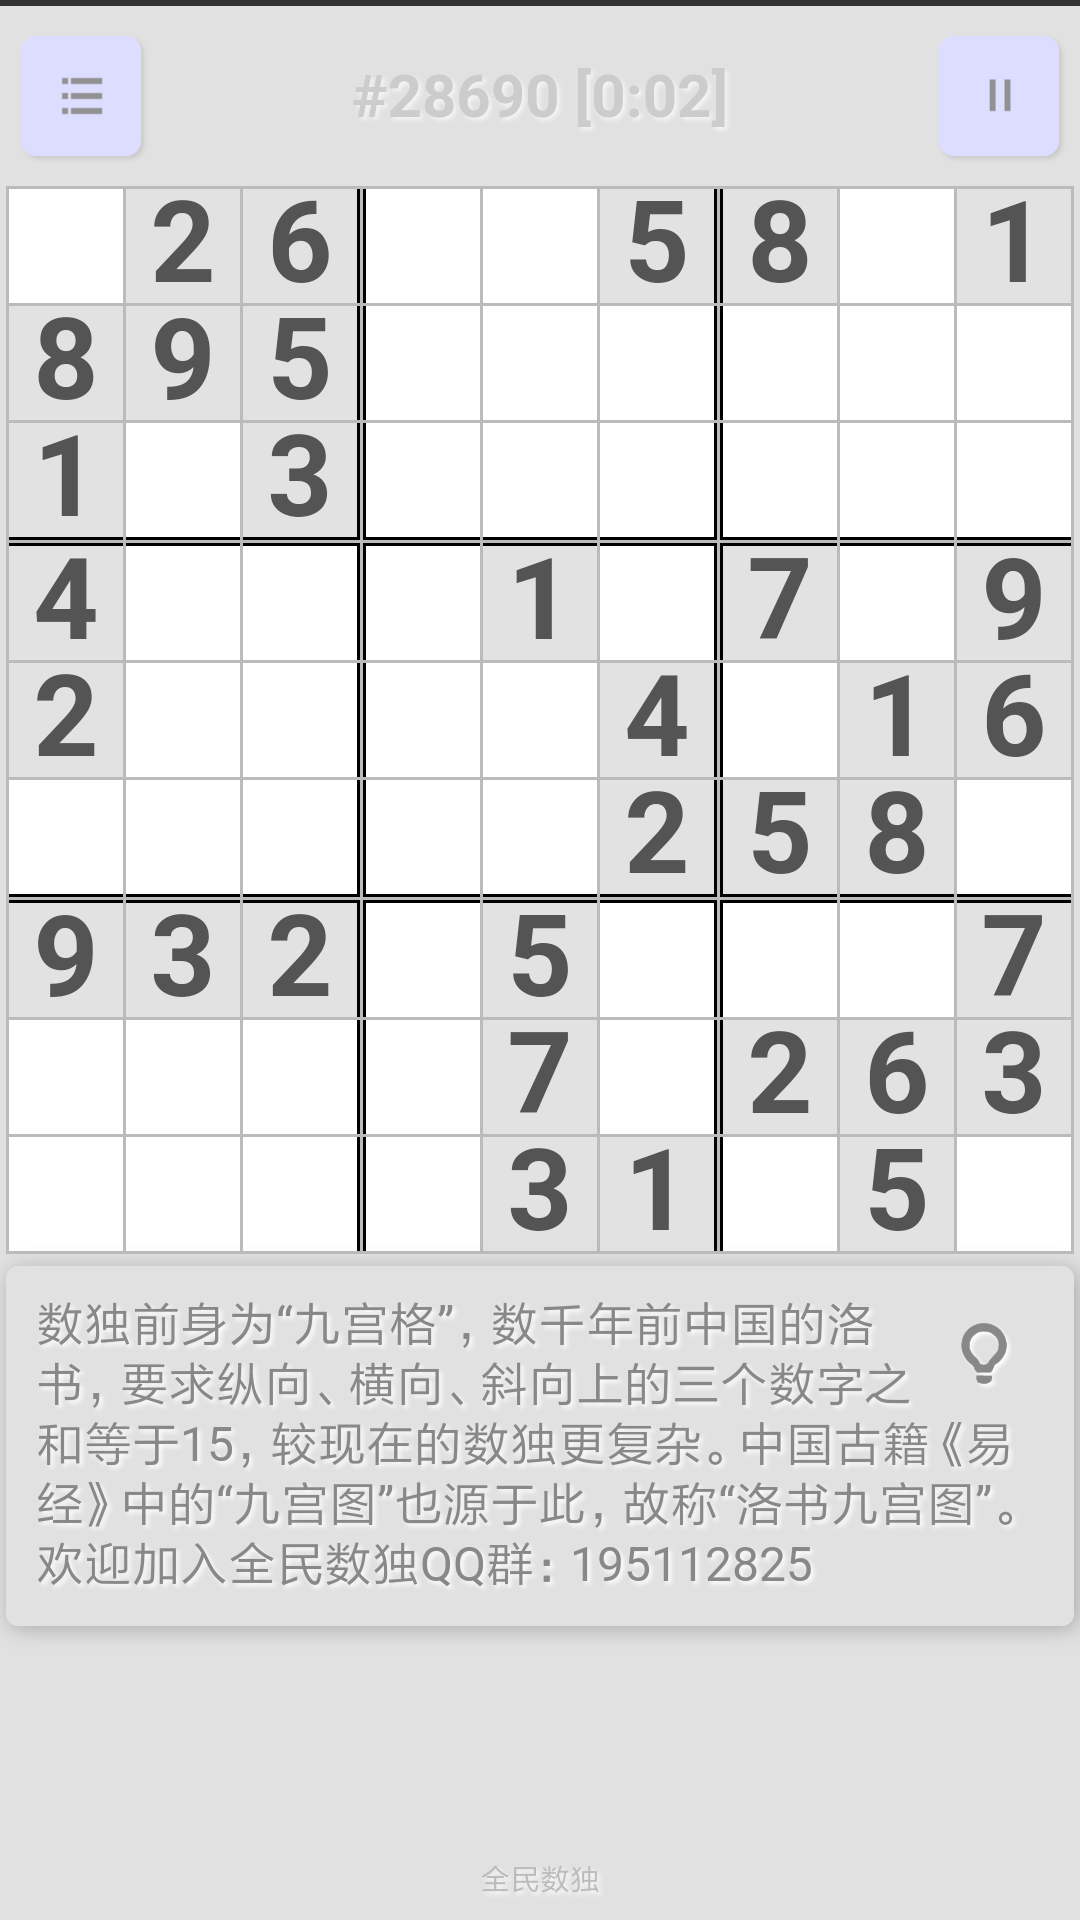 #28690 [0:02]
2 6 5 8 1
8 9 5
1 3
4 1 7 9
2 4 1 6
2 5 8
9 3 2 5 7
7 2 6 3
3 1 5
数独前身为“九宫格”，数千年前中国的洛
书，要求纵向、横向、斜向上的三个数字之
和等于15，较现在的数独更复杂。中国古籍《易
经》中的“九宫图”也源于此，故称“洛书九宫图”。
欢迎加入全民数独QQ群：195112825
全民数独